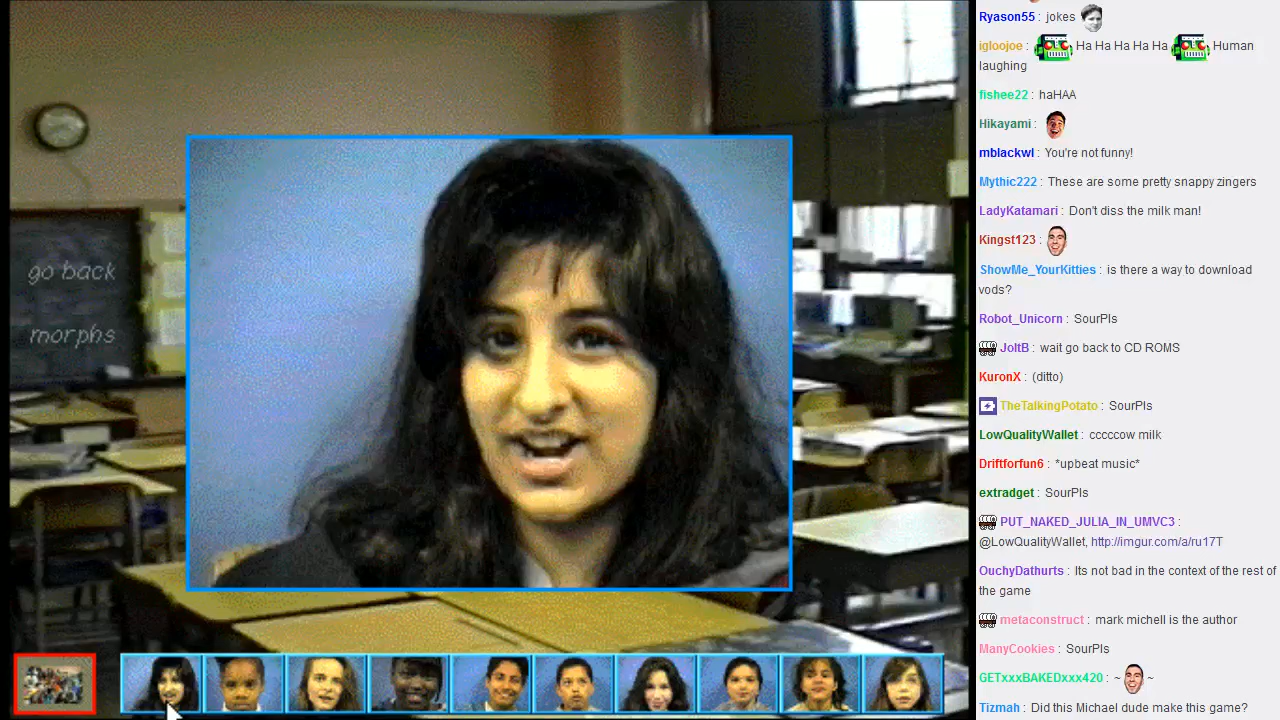 go back
morphs
Ryason55 : jokes
igloojoe : Ha Ha Ha Ha Ha Human
laughing
fishee22 : haHAA
Hikayami :
mblackwl : You're not funny!
Mythic222 : These are some pretty snappy zingers
LadyKatamari : Don't diss the milk man!
Kingst123 :
ShowMe_YourKitties : is there a way to download
vods?
Robot_Unicorn : SourPls
JoltB : wait go back to CD ROMS
KuronX : (ditto)
TheTalkingPotato : SourPls
LowQualityWallet : cccccow milk
Driftforfun6 : *upbeat music*
extradget : SourPls
PUT_NAKED_JULIA_IN_UMVC3 :
@LowQualityWallet, http://imgur.com/a/ru17T
OuchyDathurts : Its not bad in the context of the rest of
the game
metaconstruct : mark michell is the author
ManyCookies : SourPls
GETxxxBAKEDxxx420 : ~ ~
Tizmah : Did this Michael dude make this game?